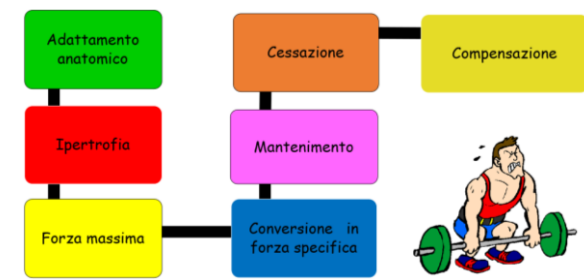 Adattamento
anatomico
Ipertrofia
Forza massima
Conversione in
forza specifica
Mantenimento
Cessazione
Compensazione